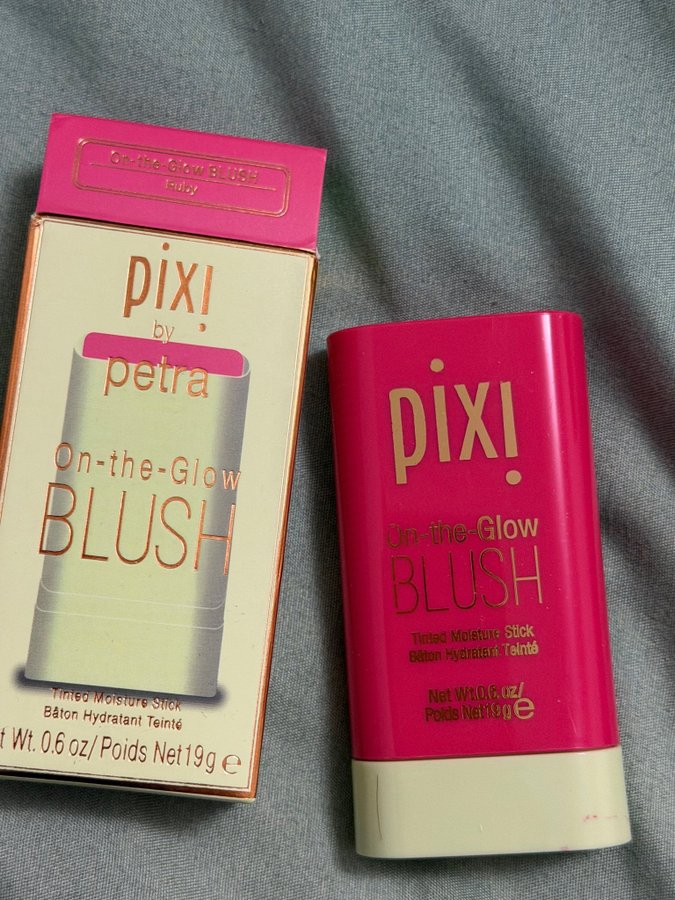 On-the-Glow BLUSH
Ruby
pixi
by
petra
On-the-Glow
BLUSH
Tinted Moisture Stick
Bâton Hydratant Teinté
t Wt. 0.6 oz/Poids Net 19g e
pixi
On-the-Glow
BLUSH
Tinted Moisture Stick
Bâton Hydratant Teinté
Net Wt.0.6 oz/
Poids Net19g e